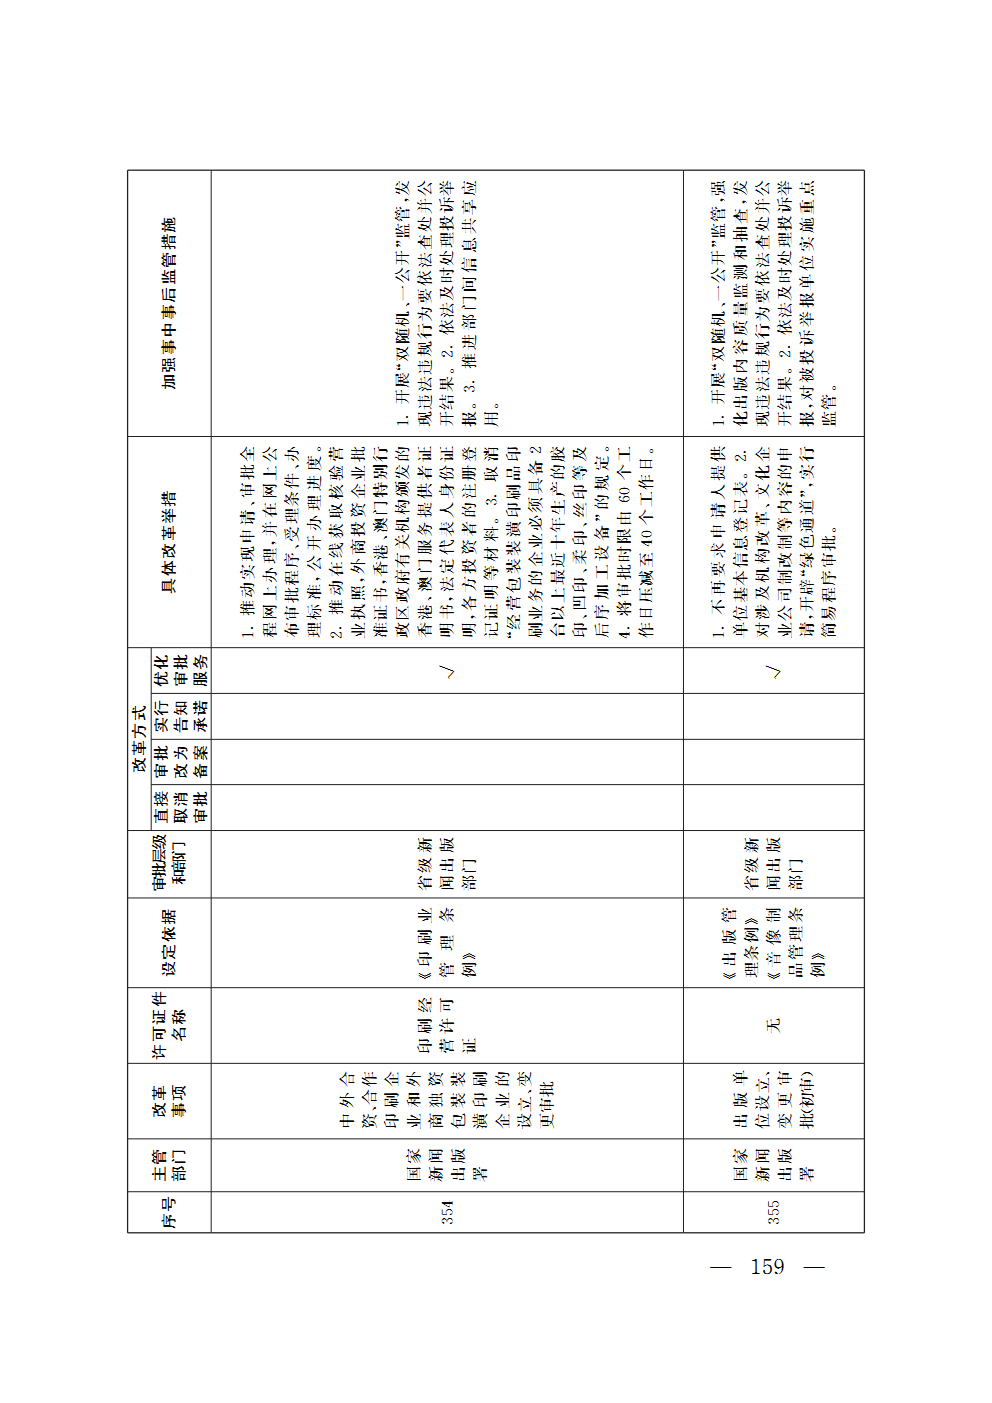 序号
主管
部门
改革
事项
许可证件
名称
设定依据
审批层级
和部门
改革方式
直接
取消
审批
审批
改为
备案
实行
告知
承诺
优化
审批
服务
具体改革举措
加强事中事后监管措施
354
国家
新闻
出版
署
中外合
资、合作
印刷企
业和外
商独资
包装装
潢印刷
企业的
设立、变
更审批
印刷经
营许可
证
《印刷业
管理条
例》
省级新
闻出版
部门
√
1. 推动实现申请、审批全
程网上办理,并在网上公
布审批程序、受理条件、办
理标准,公开办理进度。
2. 推动在线获取核验营
业执照,外商投资企业批
准证书,香港、澳门特别行
政区政府有关机构颁发的
香港、澳门服务提供者证
明书,法定代表人身份证
明,各方投资者的注册登
记证明等材料。3. 取消
“经营包装装潢印刷品印
刷业务的企业必须具备 2
台以上最近十年生产的胶
印、凹印、柔印、丝印等及
后序加工设备”的规定。
4. 将审批时限由 60 个工
作日压减至 40 个工作日。
1. 开展“双随机、一公开”监管,发
现违法违规行为要依法查处并公
开结果。2. 依法及时处理投诉举
报。3. 推进部门间信息共享应
用。
355
国家
新闻
出版
署
出版单
位设立、
变更审
批(初审)
无
《出版管
理条例》
《音像制
品管理条
例》
省级新
闻出版
部门
√
1. 不再要求申请人提供
单位基本信息登记表。2.
对涉及机构改革、文化企
业公司制改制等内容的申
请,开辟“绿色通道”,实行
简易程序审批。
1. 开展“双随机、一公开”监管,强
化出版内容质量监测和抽查,发
现违法违规行为要依法查处并公
开结果。2. 依法及时处理投诉举
报,对被投诉举报单位实施重点
监管。
— 159 —